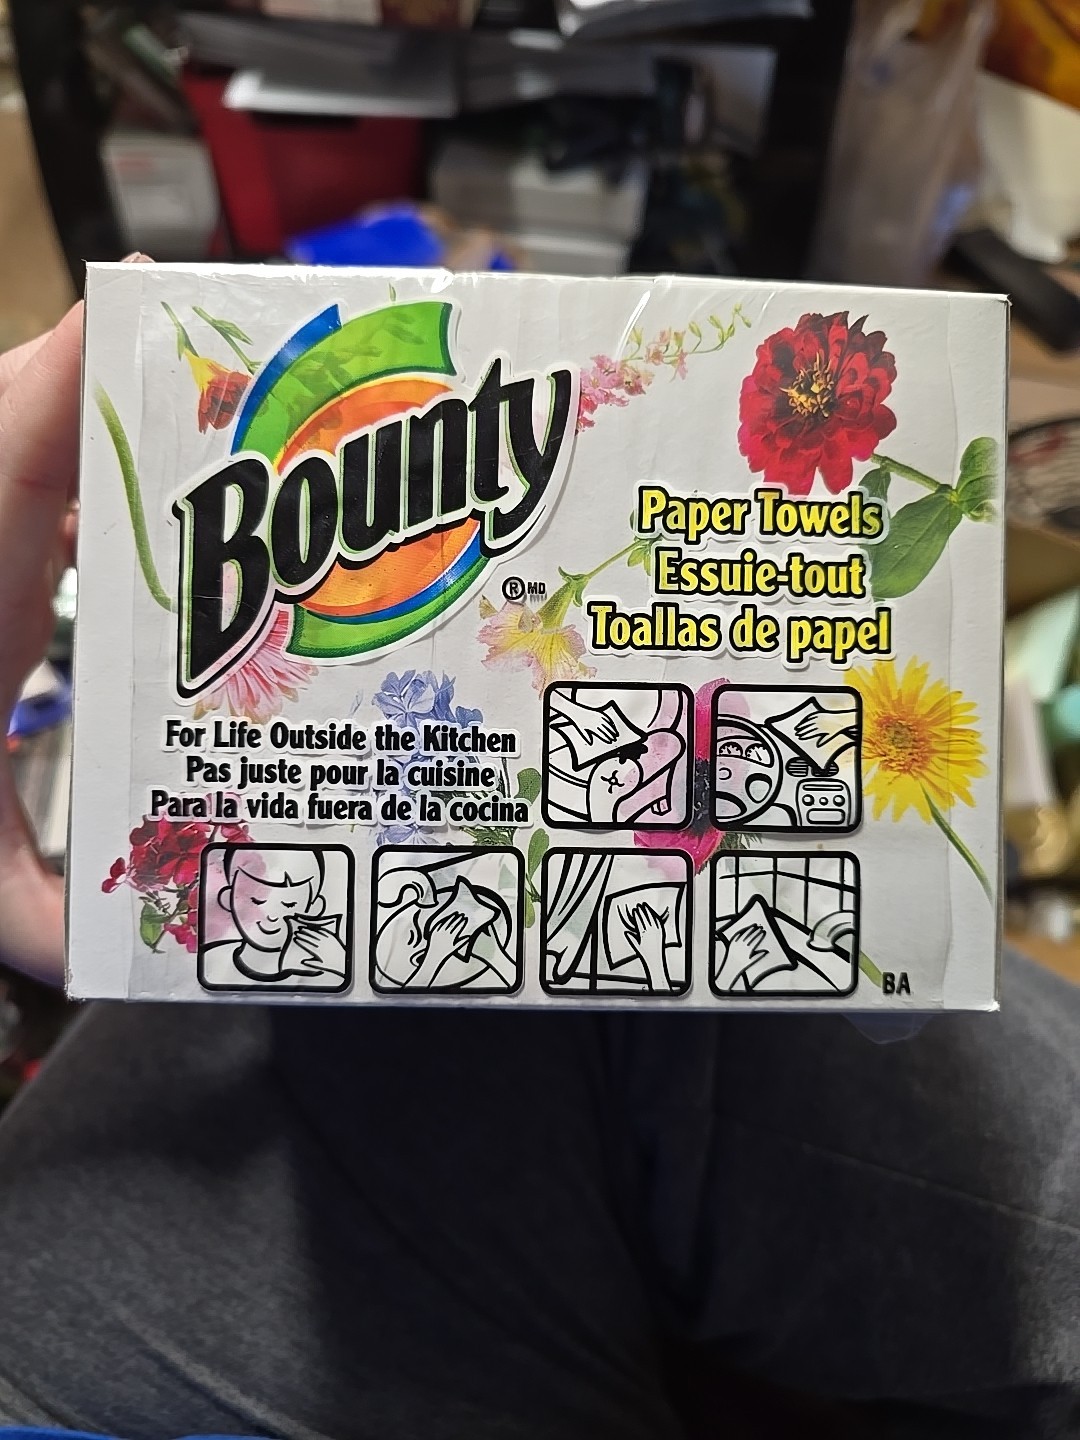 Bounty
® MD
Paper Towels
Essuie-tout
Toallas de papel
For Life Outside the Kitchen
Pas juste pour la cuisine
Para la vida fuera de la cocina
BA